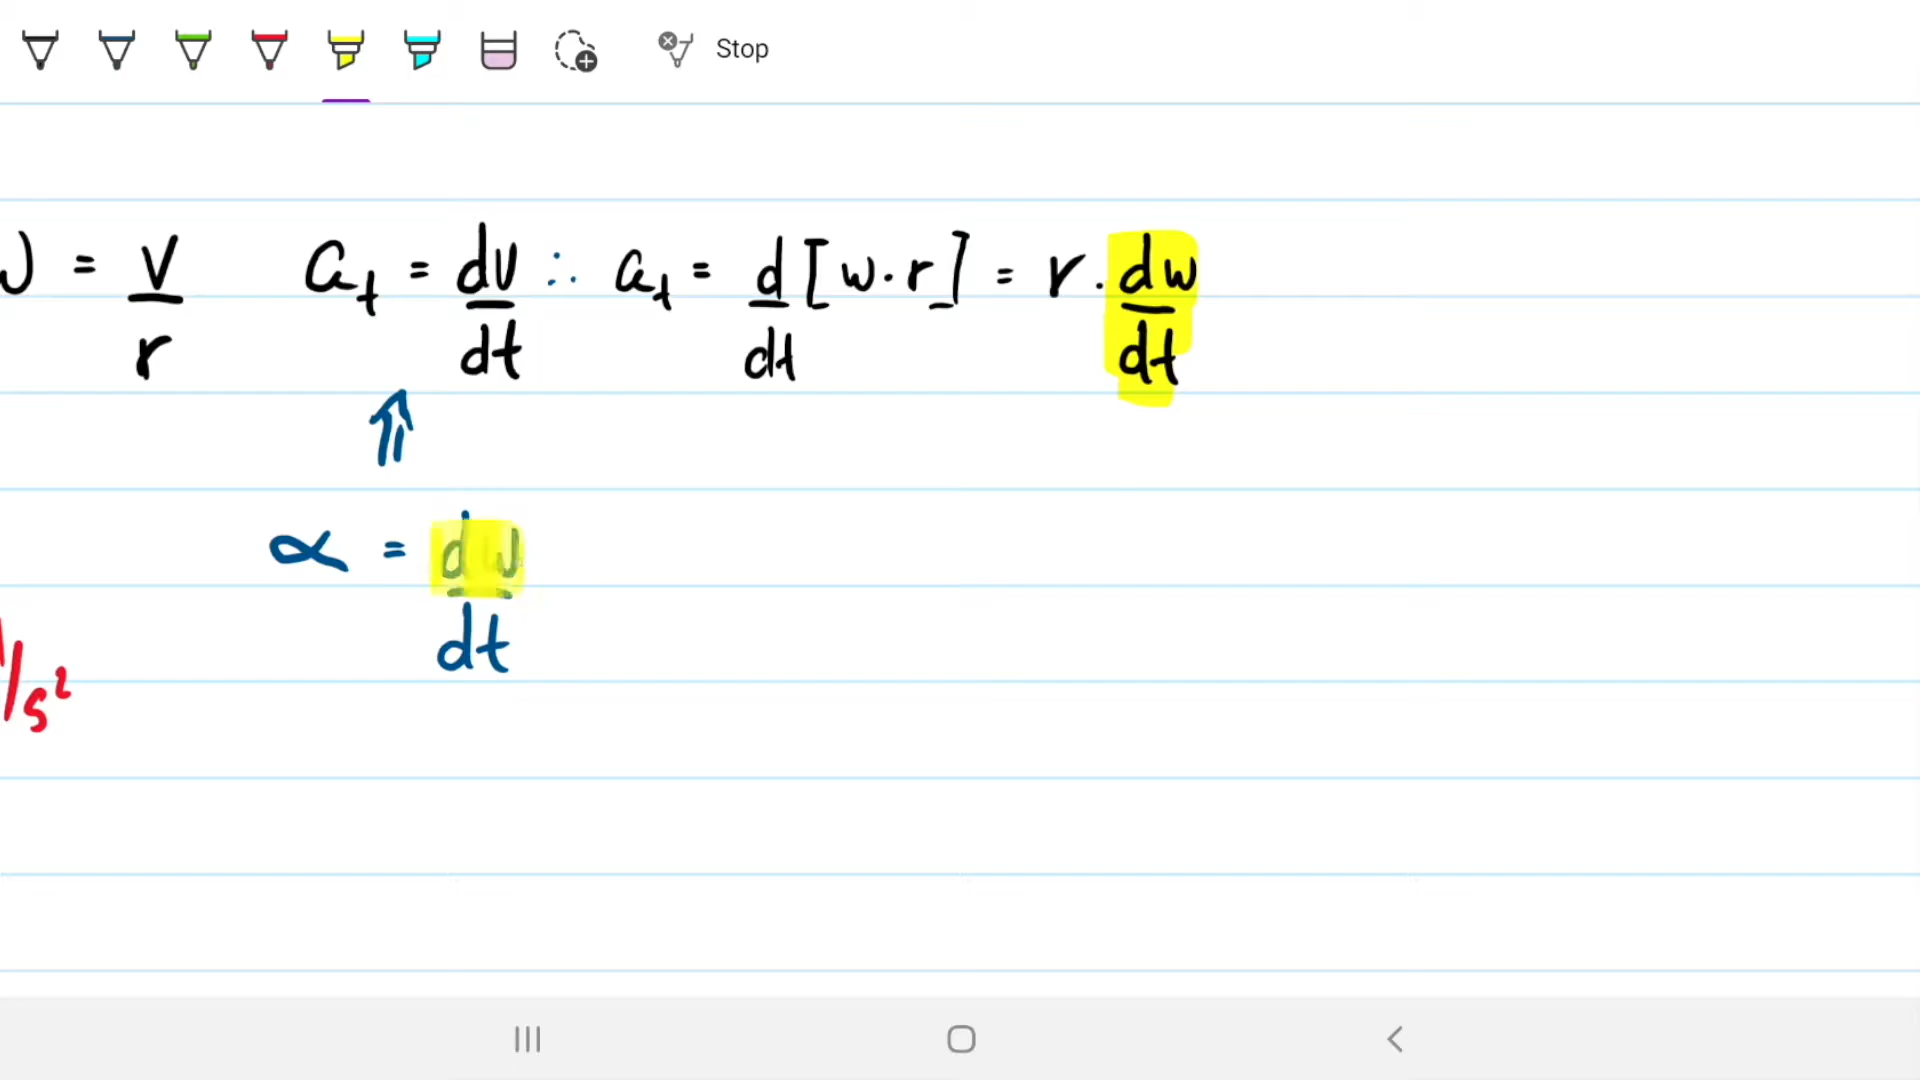 Stop
ω = v/r a_t = dv/dt ∴ a_t = d/dt [ω·r] = r·dω/dt
α = dω/dt
/s²